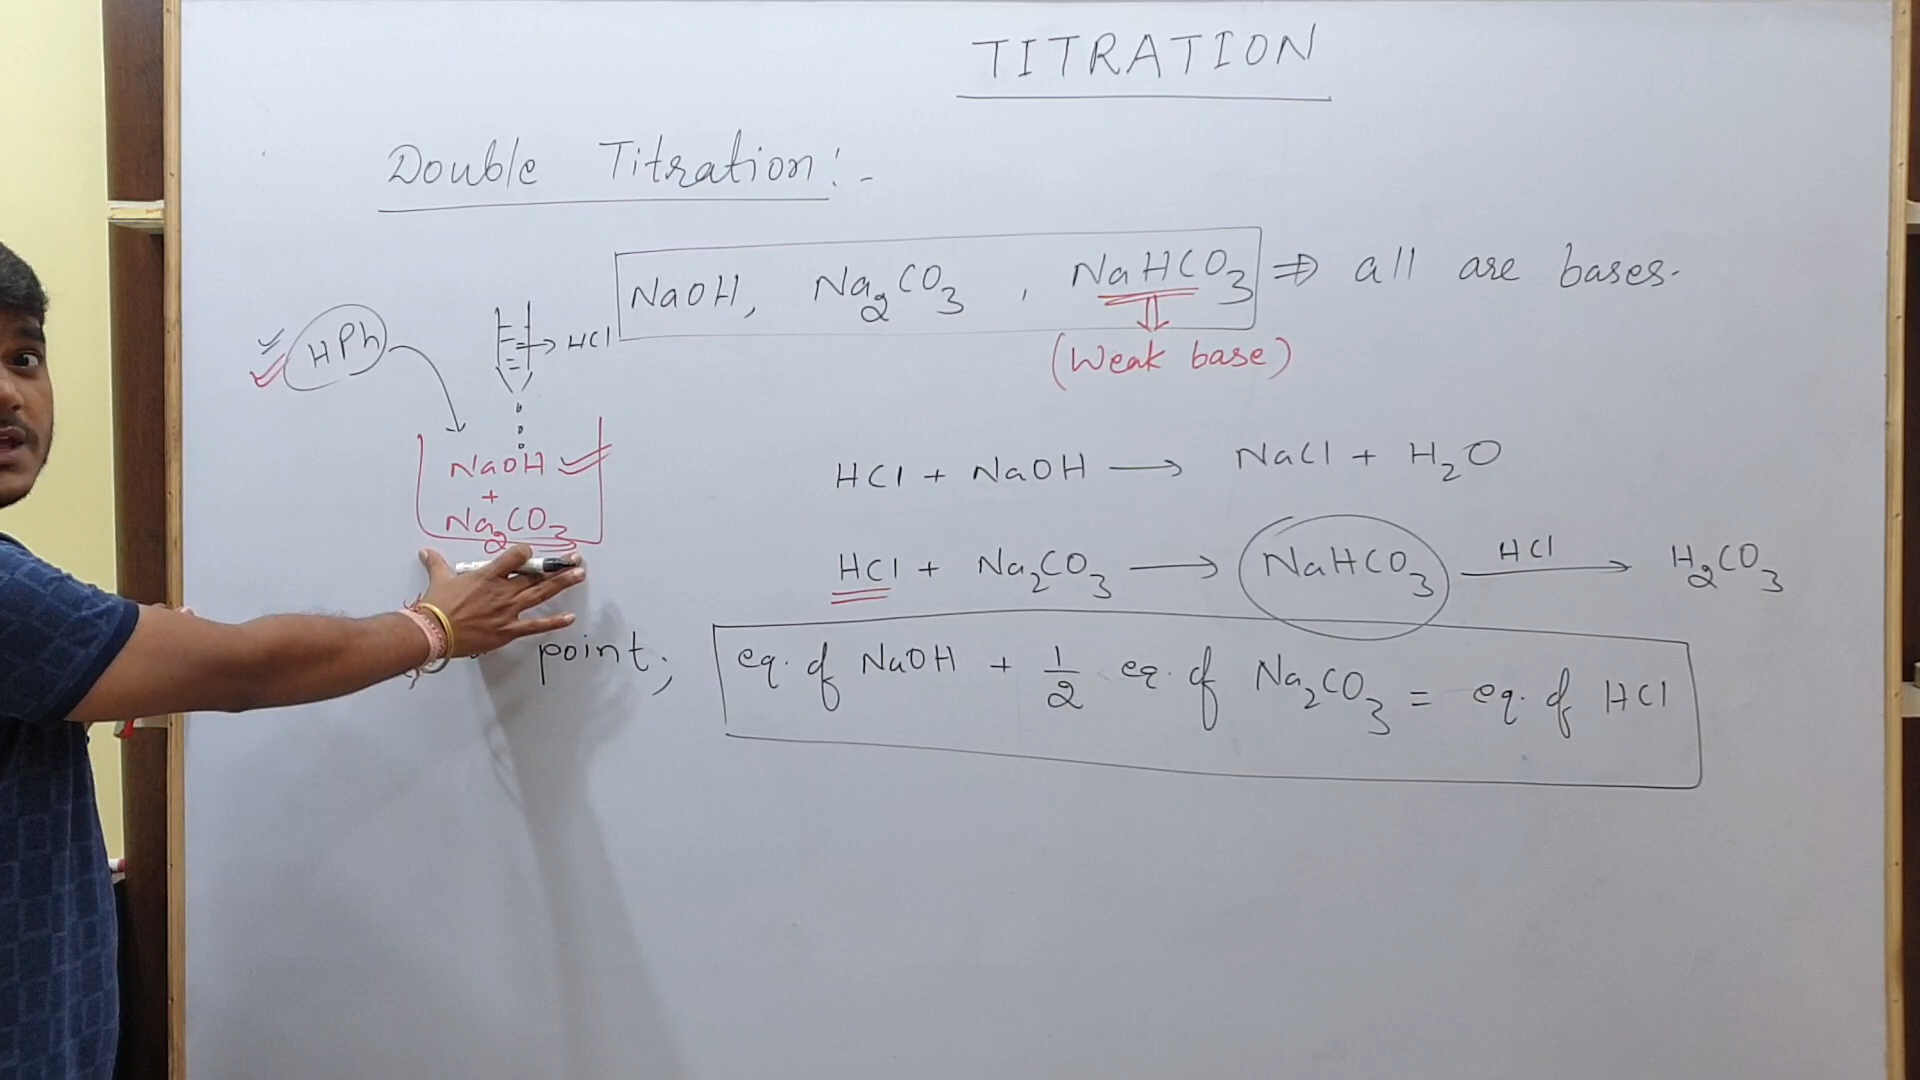 TITRATION
Double Titration:-
NaOH, Na₂CO₃, NaHCO₃ ⇒ all are bases.
(Weak base)
HPh
→ HCl
NaOH
+
Na₂CO₃
HCl + NaOH → NaCl + H₂O
HCl + Na₂CO₃ → NaHCO₃ HCl → H₂CO₃
point; eq. of NaOH + 1/2 eq. of Na₂CO₃ = eq. of HCl